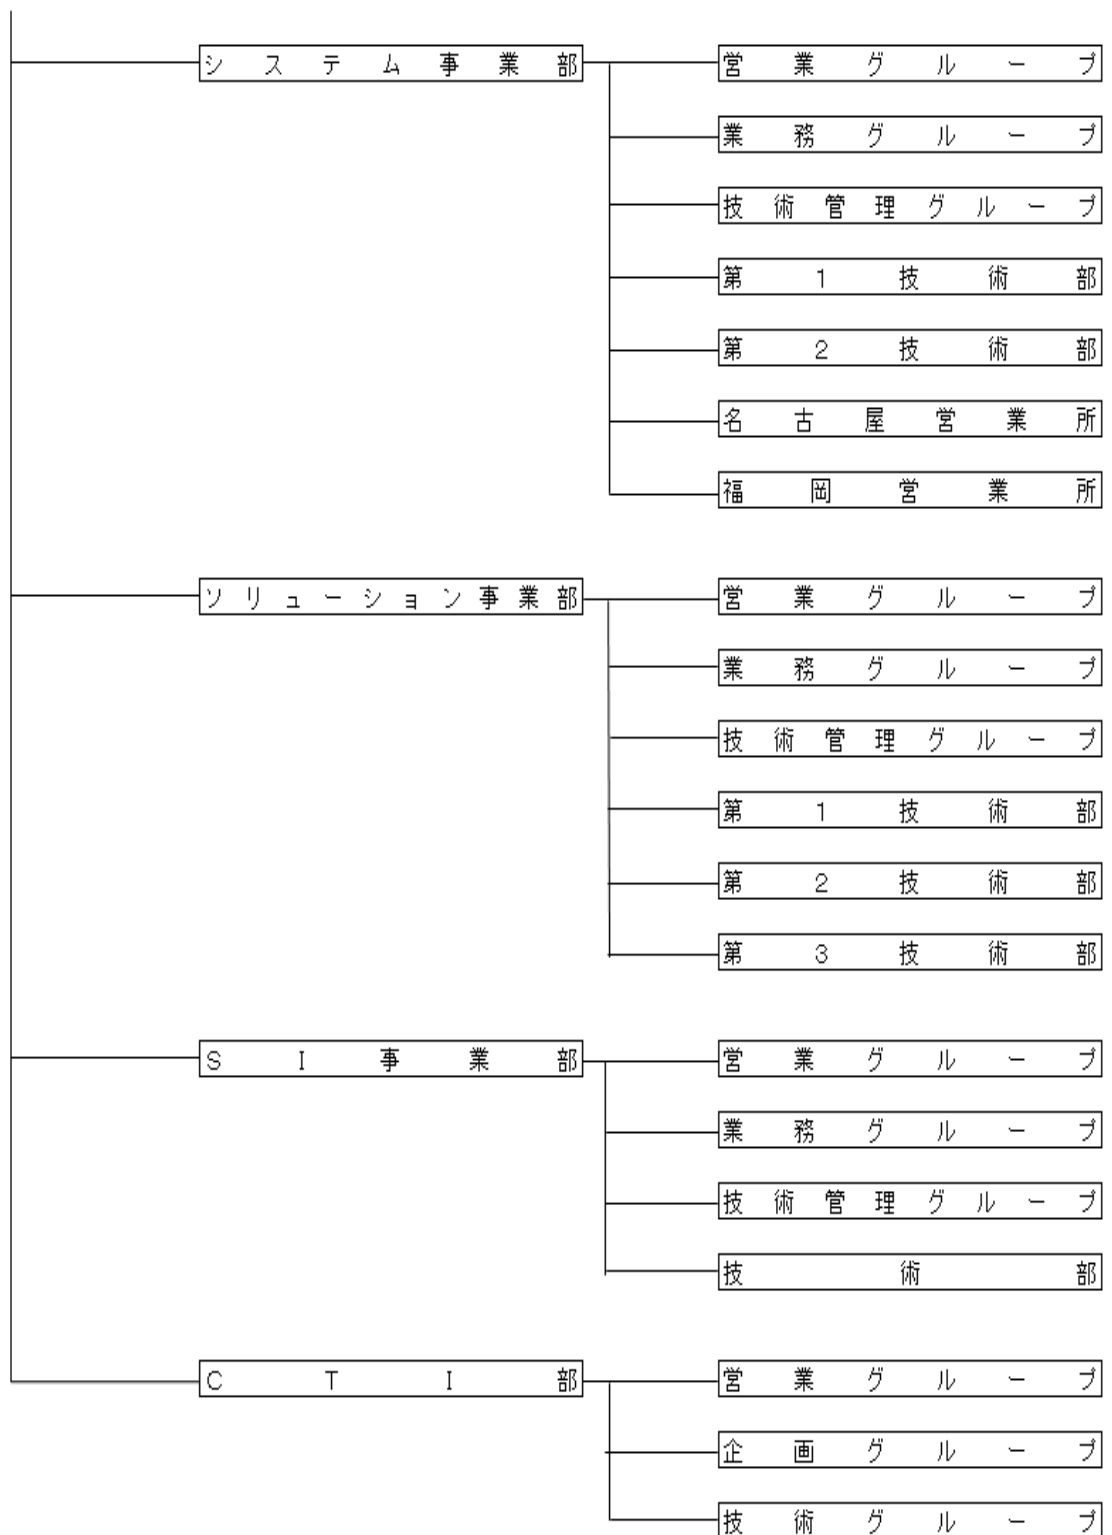 システム事業部 営業グループ
業務グループ
技術管理グループ
第1技術部
第2技術部
名古屋営業所
福岡営業所
ソリューション事業部 営業グループ
業務グループ
技術管理グループ
第1技術部
第2技術部
第3技術部
SI事業部 営業グループ
業務グループ
技術管理グループ
技術部
CTI部 営業グループ
企画グループ
技術グループ